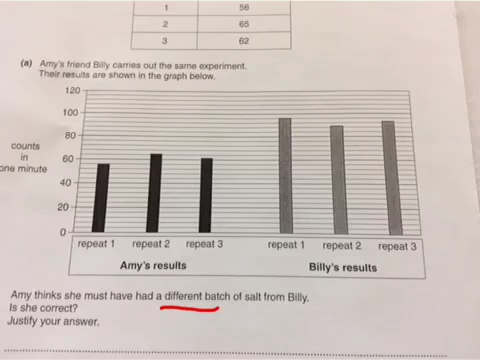 1 56
2 65
3 62
(a) Amy's friend Billy carries out the same experiment.
Their results are shown in the graph below.
120
100
80
60
40
20
0
counts
in
one minute
repeat 1 repeat 2 repeat 3 repeat 1 repeat 2 repeat 3
Amy's results Billy's results
Amy thinks she must have had a different batch of salt from Billy.
Is she correct?
Justify your answer.